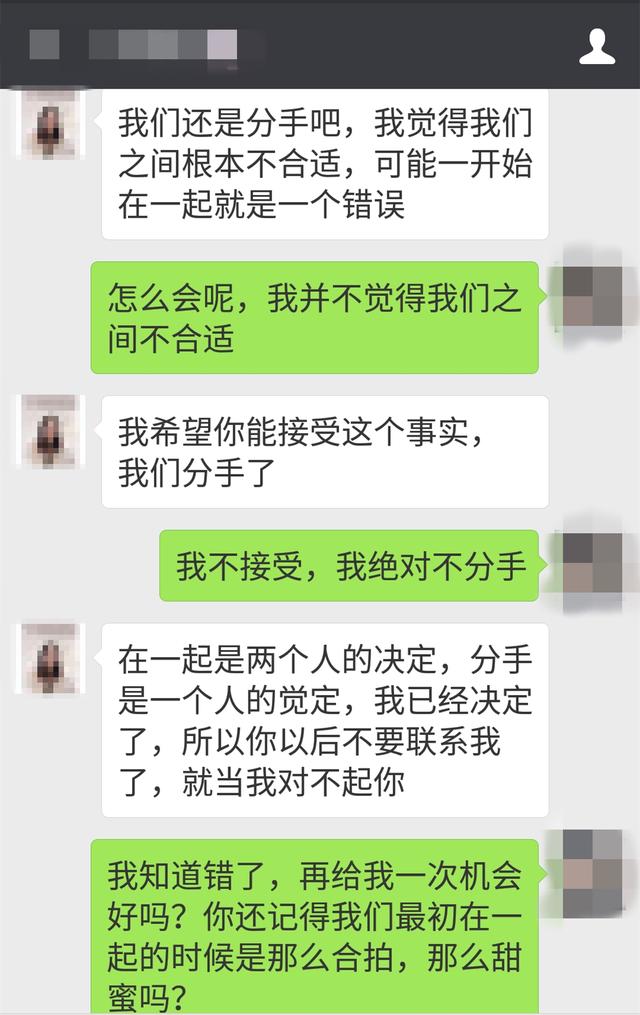 我们还是分手吧，我觉得我们
之间根本不合适，可能一开始
在一起就是一个错误
怎么会呢，我并不觉得我们之
间不合适
我希望你能接受这个事实，
我们分手了
我不接受，我绝对不分手
在一起是两个人的决定，分手
是一个人的觉定，我已经决定
了，所以你以后不要联系我
了，就当我对不起你
我知道错了，再给我一次机会
好吗？你还记得我们最初在一
起的时候是那么合拍，那么甜
蜜吗？